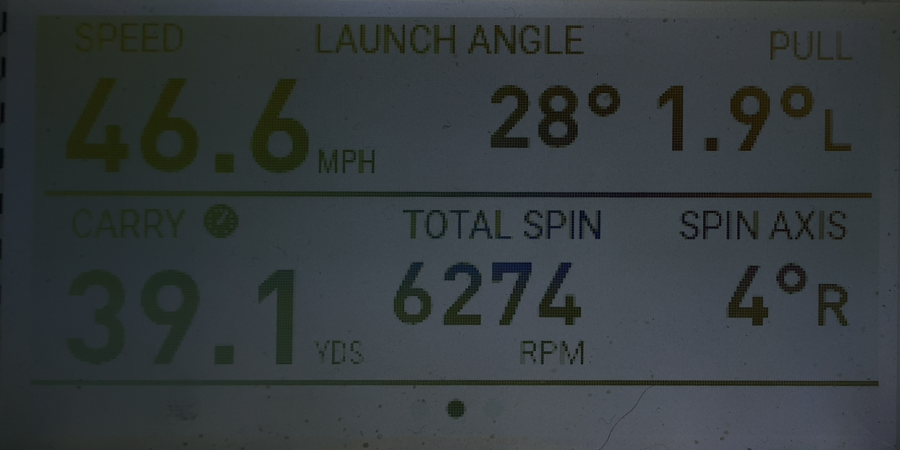 SPEED LAUNCH ANGLE PULL
46.6 MPH 28° 1.9° L
CARRY TOTAL SPIN SPIN AXIS
39.1 YDS 6274 RPM 4° R